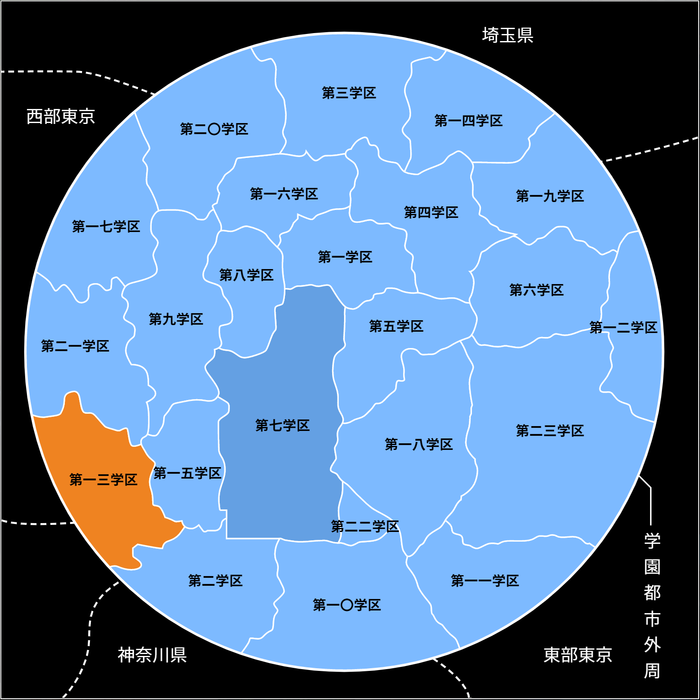 埼玉県
第三学区
西部東京
第二〇学区
第一四学区
第一六学区
第一九学区
第四学区
第一七学区
第一学区
第八学区
第六学区
第九学区
第五学区
第一二学区
第二一学区
第七学区
第二三学区
第一八学区
第一五学区
第一三学区
第二二学区
学園都市外周
第二学区
第一一学区
第一〇学区
神奈川県
東部東京